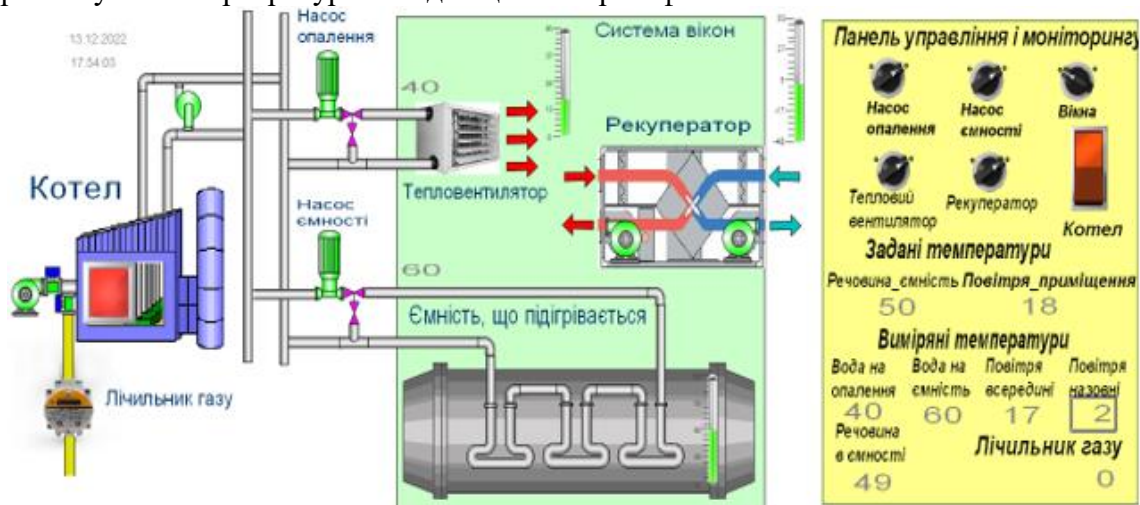 13.12.2022
17:54:03
Насос
опалення
Система вікон
40
Рекуператор
Котел
Тепловентилятор
Насос
ємності
60
Ємність, що підігрівається
Лічильник газу
Панель управління і моніторингу
Насос
опалення
Насос
ємності
Вікна
Тепловий
вентилятор
Рекуператор
Котел
Задані температури
Речовина_ємність Повітря_приміщення
50 18
Виміряні температури
Вода на
опалення
Вода на
ємність
Повітря
всередині
Повітря
назовні
40 60 17 2
Речовина
в ємності
49
Лічильник газу
0